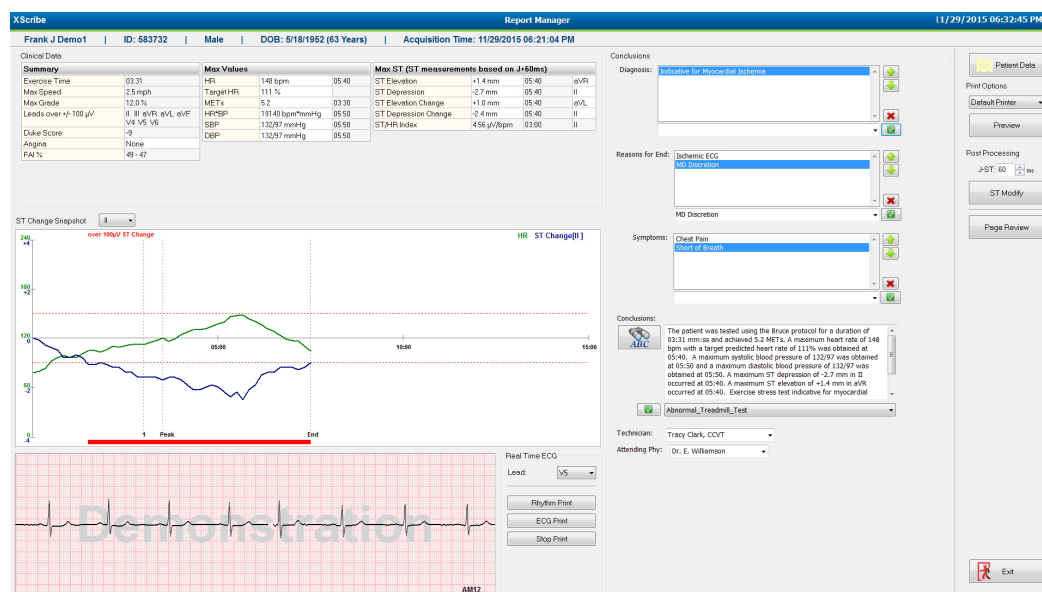 XScribe Report Manager 11/29/2015 06:32:45 PM
Frank J Demo1 | ID: 583732 | Male | DOB: 5/18/1952 (63 Years) | Acquisition Time: 11/29/2015 06:21:04 PM
Clinical Data
Summary
Exercise Time 03:31
Max Speed 2.5 mph
Max Grade 12.0 %
Leads over +/- 100 µV II III aVR aVL aVF
V4 V5 V6
Duke Score -9
Angina None
FAI % 49 - 47
Max Values
HR 148 bpm 05:40
Target HR 111 %
METs 5.2 03:30
HR*BP 19140 bpm*mmHg 05:50
SBP 132/97 mmHg 05:50
DBP 132/97 mmHg 05:50
Max ST (ST measurements based on J+60ms)
ST Elevation +1.4 mm 05:40 aVR
ST Depression -2.7 mm 05:40 II
ST Elevation Change +1.0 mm 05:40 aVL
ST Depression Change -2.4 mm 05:40 II
ST/HR Index 4.56 µV/bpm 03:00 II
ST Change Snapshot II
240 over 100µV ST Change HR ST Change[II ]
+4
180
+2
120
0 05:00 10:00 15:00
60
-2
0
-4
1 Peak End
Demonstration
AM12
Real Time ECG
Lead: V5
Rhythm Print
ECG Print
Stop Print
Conclusions
Diagnosis: Indicative for Myocardial Ischemia
Reasons for End: Ischemic ECG
MD Discretion
MD Discretion
Symptoms: Chest Pain
Short of Breath
Conclusions:
ABC
The patient was tested using the Bruce protocol for a duration of
03:31 mm:ss and achieved 5.2 METs. A maximum heart rate of 148
bpm with a target predicted heart rate of 111% was obtained at
05:40. A maximum systolic blood pressure of 132/97 was obtained
at 05:50 and a maximum diastolic blood pressure of 132/97 was
obtained at 05:50. A maximum ST depression of -2.7 mm in II
occurred at 05:40. A maximum ST elevation of +1.4 mm in aVR
occurred at 05:40. Exercise stress test indicative for myocardial
Abnormal_Treadmill_Test
Technician: Tracy Clark, CCVT
Attending Phy: Dr. E. Williamson
Patient Data
Print Options
Default Printer
Preview
Post Processing
J-ST: 60 ms
ST Modify
Page Review
Exit